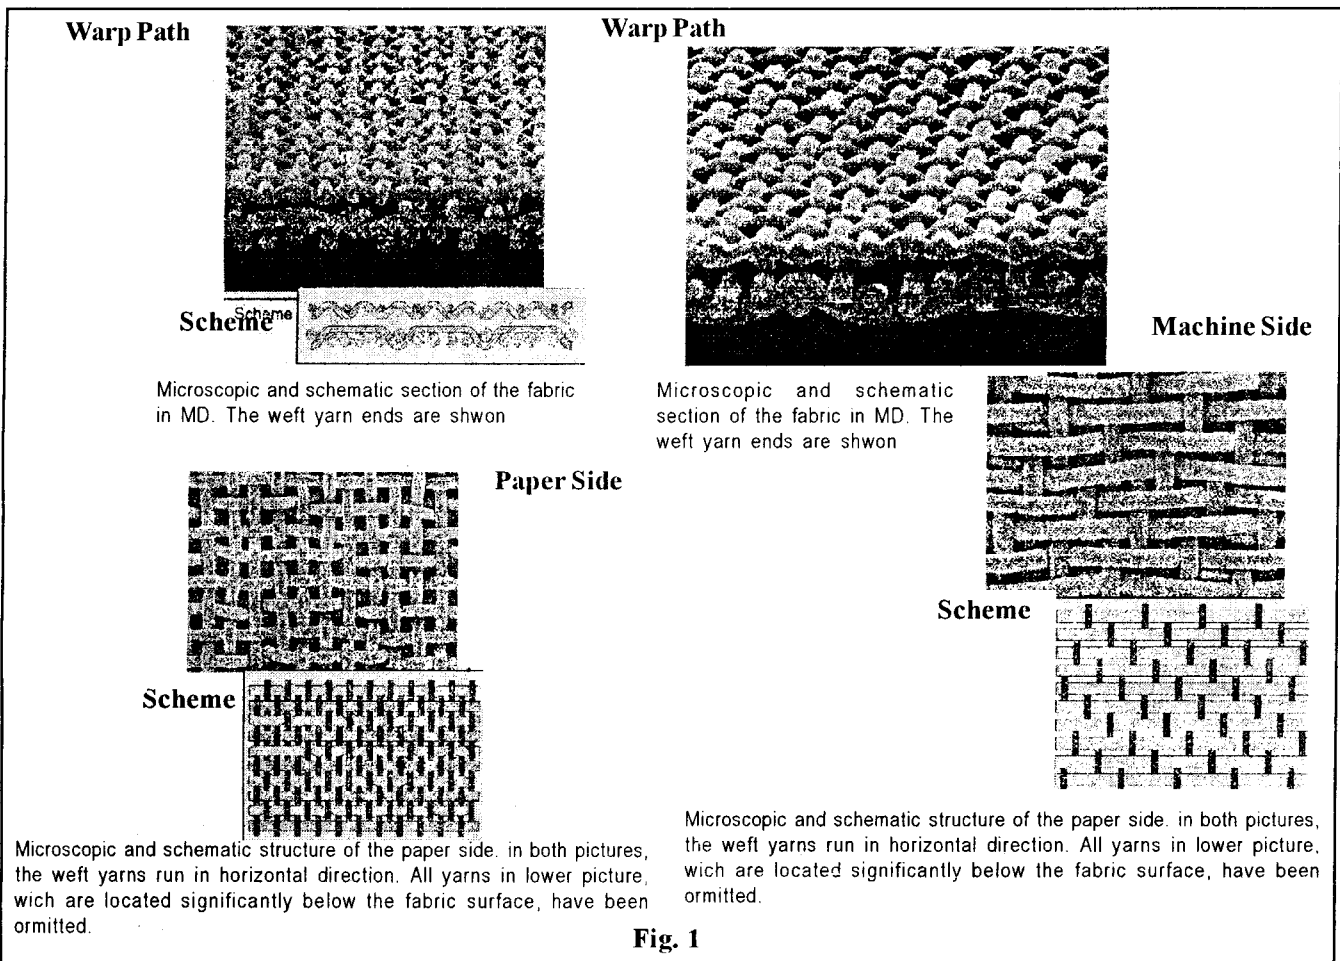 Warp Path
Scheme
Scheme
Microscopic and schematic section of the fabric
in MD. The weft yarn ends are shwon
Warp Path
Microscopic and schematic
section of the fabric in MD. The
weft yarn ends are shwon
Machine Side
Scheme
Paper Side
Scheme
Microscopic and schematic structure of the paper side. in both pictures,
the weft yarns run in horizontal direction. All yarns in lower picture,
wich are located significantly below the fabric surface, have been
ormitted.
Microscopic and schematic structure of the paper side. in both pictures,
the weft yarns run in horizontal direction. All yarns in lower picture,
wich are located significantly below the fabric surface, have been
ormitted.
Fig. 1